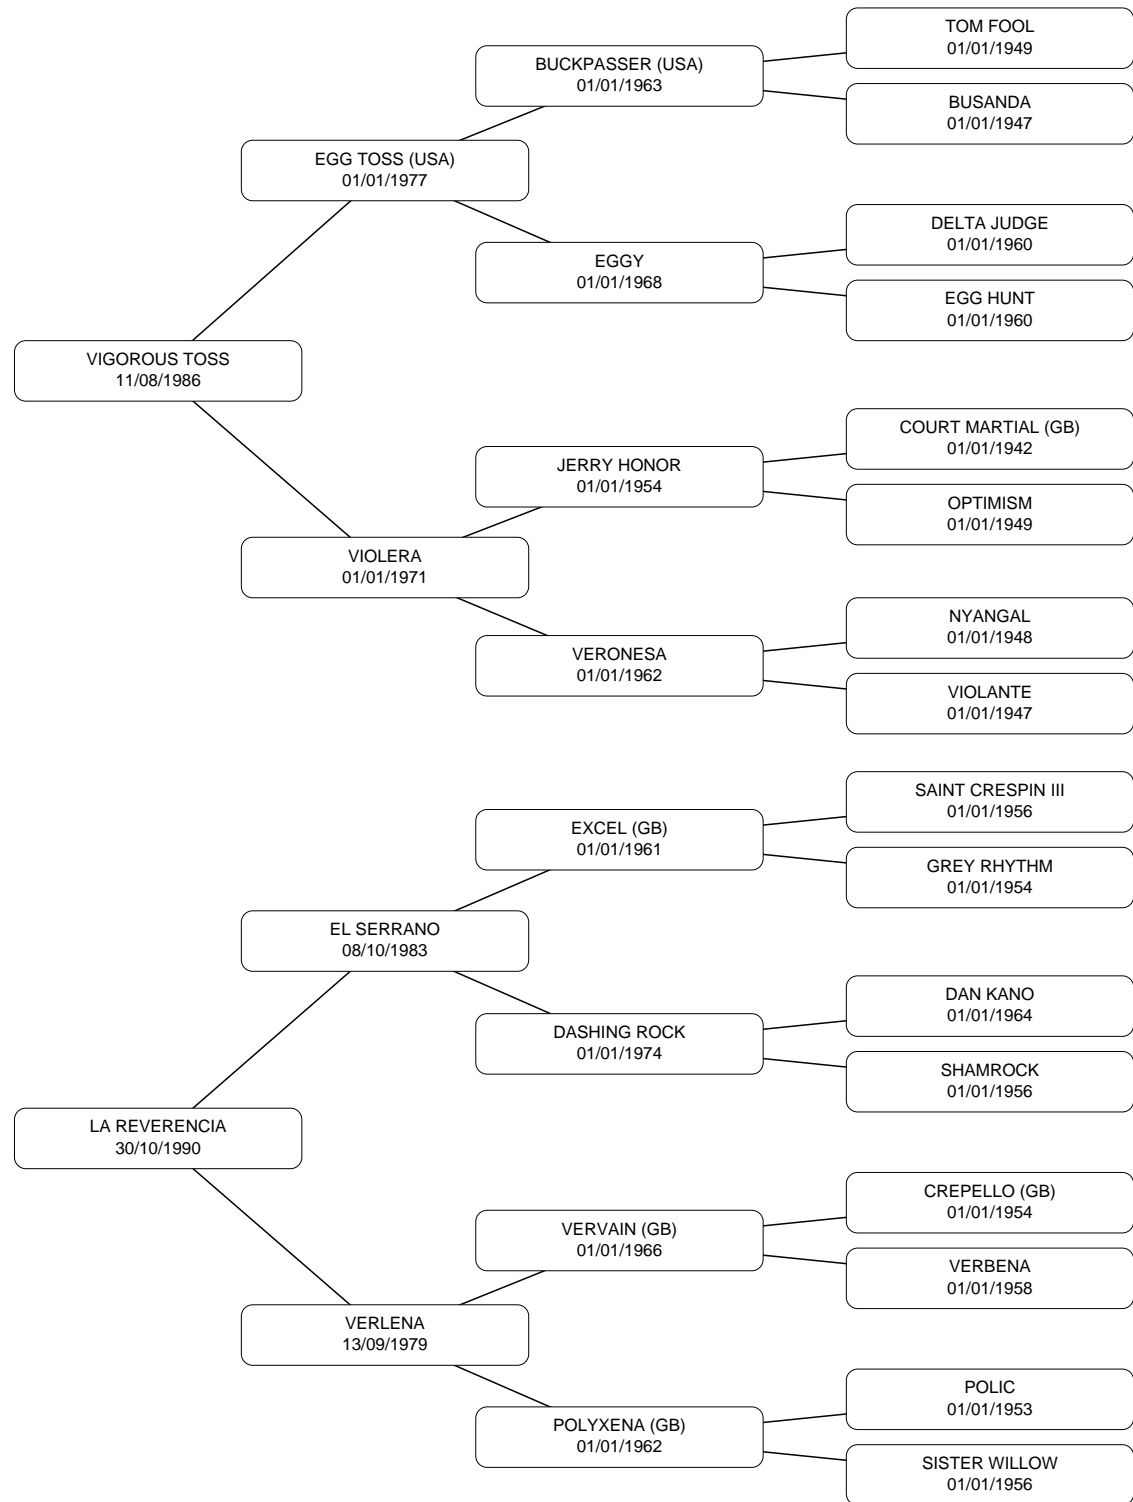 TOM FOOL
01/01/1949
BUCKPASSER (USA)
01/01/1963
BUSANDA
01/01/1947
EGG TOSS (USA)
01/01/1977
DELTA JUDGE
01/01/1960
EGGY
01/01/1968
EGG HUNT
01/01/1960
VIGOROUS TOSS
11/08/1986
COURT MARTIAL (GB)
01/01/1942
JERRY HONOR
01/01/1954
OPTIMISM
01/01/1949
VIOLERA
01/01/1971
NYANGAL
01/01/1948
VERONESA
01/01/1962
VIOLANTE
01/01/1947
SAINT CRESPIN III
01/01/1956
EXCEL (GB)
01/01/1961
GREY RHYTHM
01/01/1954
EL SERRANO
08/10/1983
DAN KANO
01/01/1964
DASHING ROCK
01/01/1974
SHAMROCK
01/01/1956
LA REVERENCIA
30/10/1990
CREPELLO (GB)
01/01/1954
VERVAIN (GB)
01/01/1966
VERBENA
01/01/1958
VERLENA
13/09/1979
POLIC
01/01/1953
POLYXENA (GB)
01/01/1962
SISTER WILLOW
01/01/1956